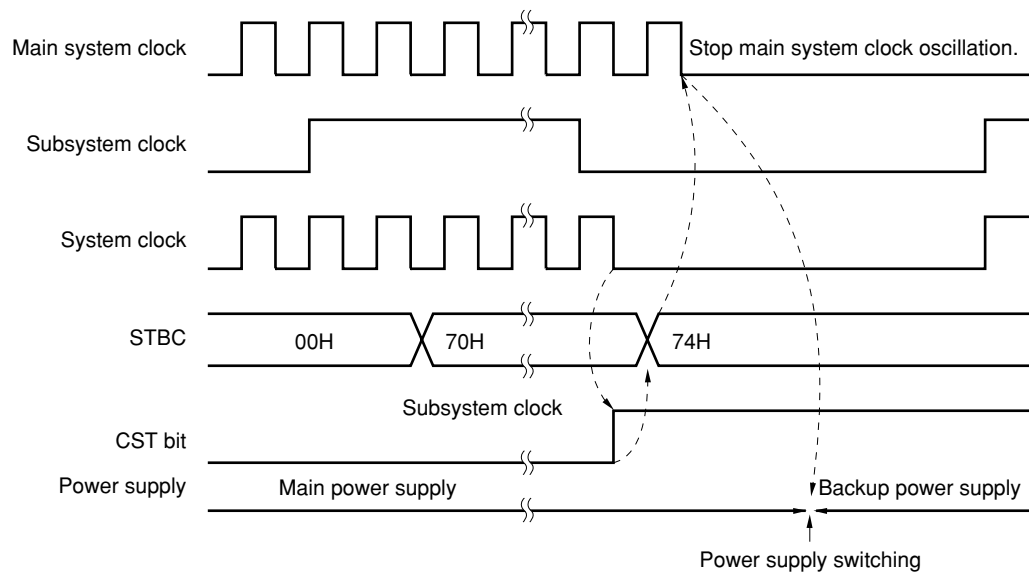 Main system clock
Stop main system clock oscillation.
Subsystem clock
System clock
STBC
00H
70H
74H
Subsystem clock
CST bit
Power supply
Main power supply
Backup power supply
Power supply switching